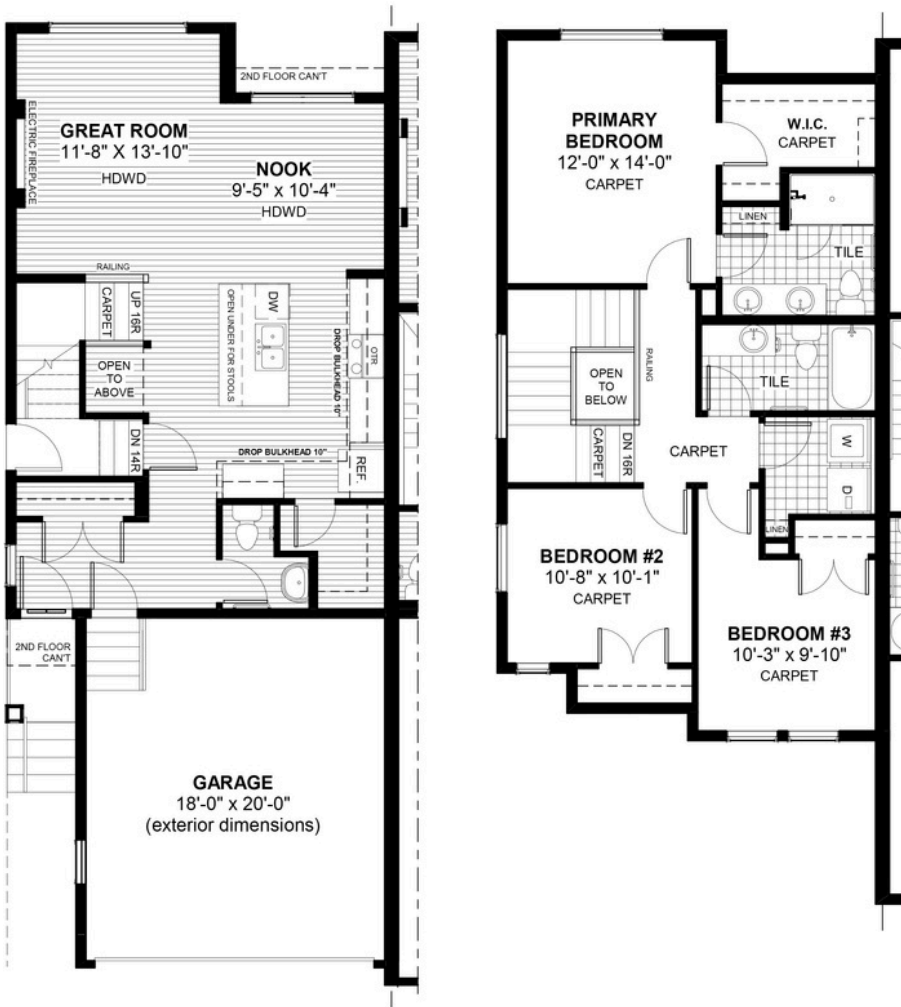 2ND FLOOR CAN'T
ELECTRIC FIREPLACE
GREAT ROOM
11'-8" X 13'-10"
HDWD
NOOK
9'-5" x 10'-4"
HDWD
RAILING
UP 16R
CARPET
OPEN
TO
ABOVE
OPEN UNDER FOR STOOLS
DW
DROP BULKHEAD 10"
OTR
DN 14R
DROP BULKHEAD 10"
REF.
2ND FLOOR
CAN'T
GARAGE
18'-0" x 20'-0"
(exterior dimensions)
PRIMARY
BEDROOM
12'-0" x 14'-0"
CARPET
W.I.C.
CARPET
LINEN
TILE
RAILING
OPEN
TO
BELOW
TILE
CARPET
DN 16R
CARPET
W
D
LINEN
BEDROOM #2
10'-8" x 10'-1"
CARPET
BEDROOM #3
10'-3" x 9'-10"
CARPET